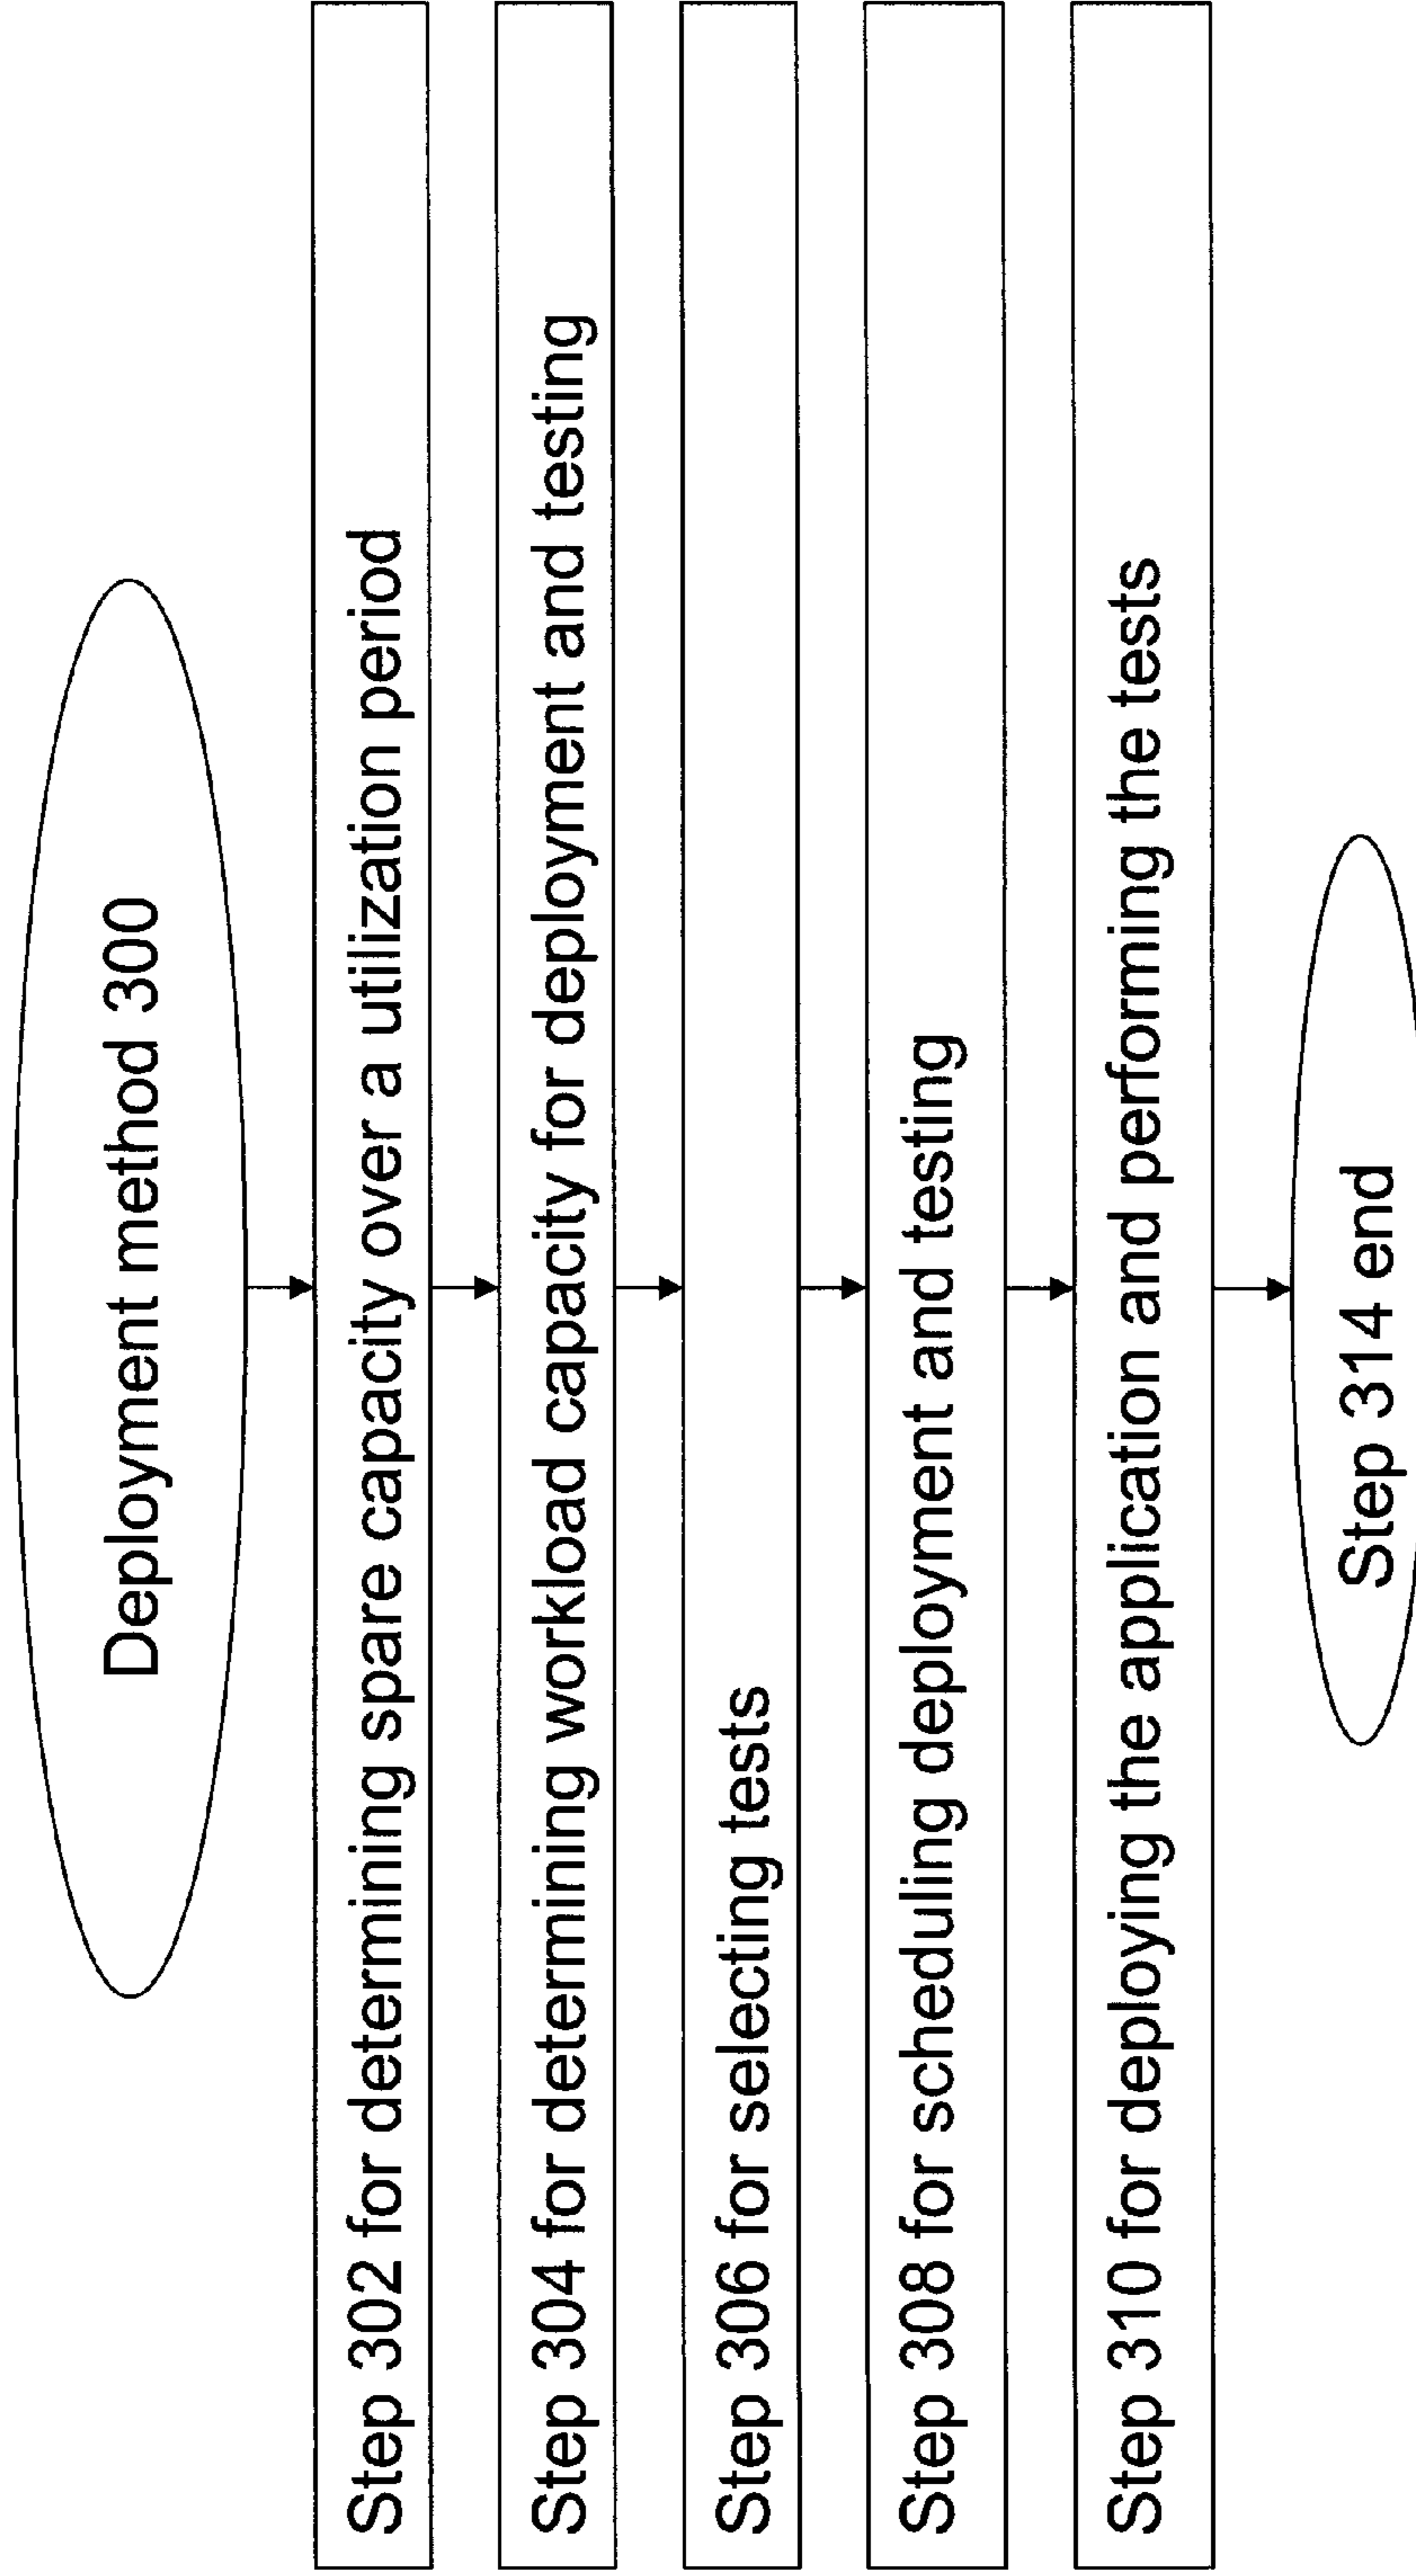 Deployment method 300
Step 302 for determining spare capacity over a utilization period
Step 304 for determining workload capacity for deployment and testing
Step 306 for selecting tests
Step 308 for scheduling deployment and testing
Step 310 for deploying the application and performing the tests
Step 314 end